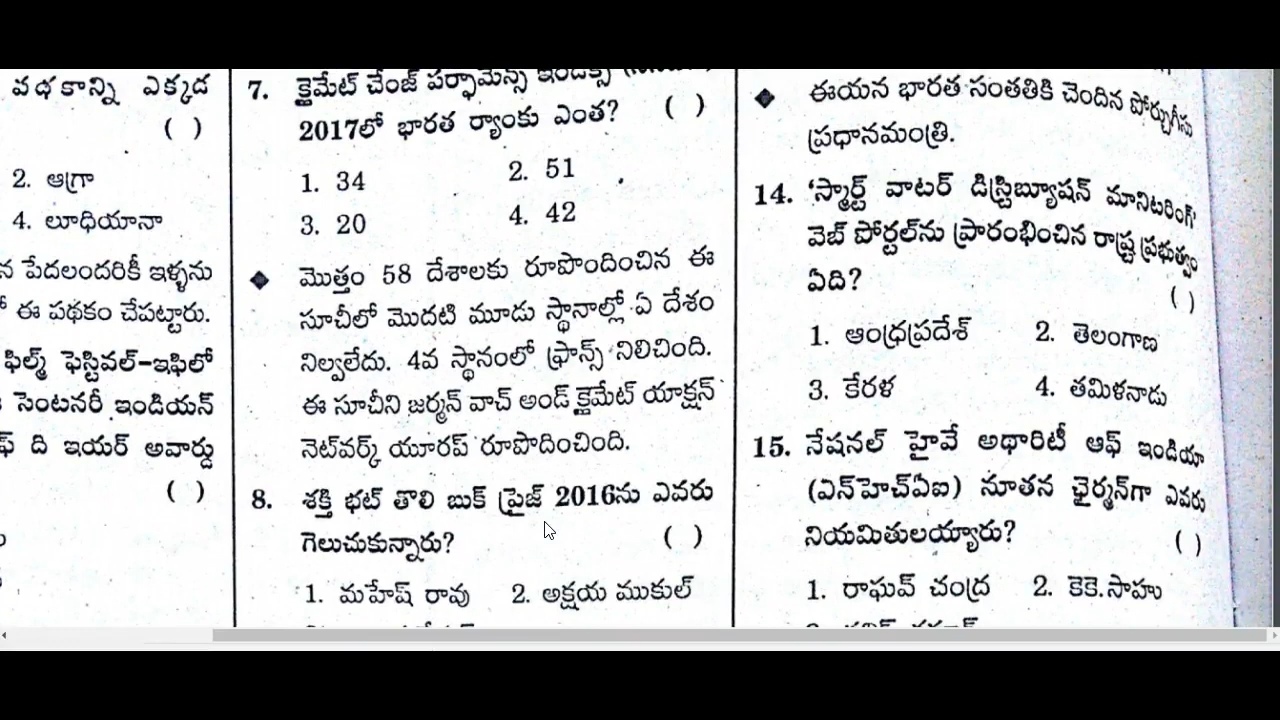 వథకాన్ని ఎక్కడ
( )
2. ఆగ్రా
4. లూధియానా
న పేదలందరికీ ఇళ్ళను
ఈ పథకం చేపట్టారు.
ఫిల్మ్ ఫెస్టివల్-ఇఫిలో
సెంటనరీ ఇండియన్
ఫ్ ది ఇయర్ అవార్డు
( )
7. క్లైమేట్ చేంజ్ పర్ఫామెన్స్ ఇండెక్స్
2017లో భారత ర్యాంకు ఎంత? ( )
1. 34 2. 51
3. 20 4. 42
◆ మొత్తం 58 దేశాలకు రూపొందించిన ఈ
సూచీలో మొదటి మూడు స్థానాల్లో ఏ దేశం
నిల్వలేదు. 4వ స్థానంలో ఫ్రాన్స్ నిలిచింది.
ఈ సూచీని జర్మన్ వాచ్ అండ్ క్లైమేట్ యాక్షన్
నెట్‌వర్క్ యూరప్ రూపొదించింది.
8. శక్తి భట్ తొలి బుక్ ప్రైజ్ 2016ను ఎవరు
గెలుచుకున్నారు? ( )
1. మహేష్ రావు 2. అక్షయ ముకుల్
◆ ఈయన భారత సంతతికి చెందిన పోర్చుగీసు
ప్రధానమంత్రి.
14. 'స్మార్ట్ వాటర్ డిస్ట్రిబ్యూషన్ మానిటరింగ్'
వెబ్ పోర్టల్‌ను ప్రారంభించిన రాష్ట్ర ప్రభుత్వం
ఏది? ( )
1. ఆంధ్రప్రదేశ్ 2. తెలంగాణ
3. కేరళ 4. తమిళనాడు
15. నేషనల్ హైవే అథారిటీ ఆఫ్ ఇండియా
(ఎన్‌హెచ్ఏఐ) నూతన ఛైర్మన్‌గా ఎవరు
నియమితులయ్యారు? ( )
1. రాఘవ్ చంద్ర 2. కెకె.సాహు